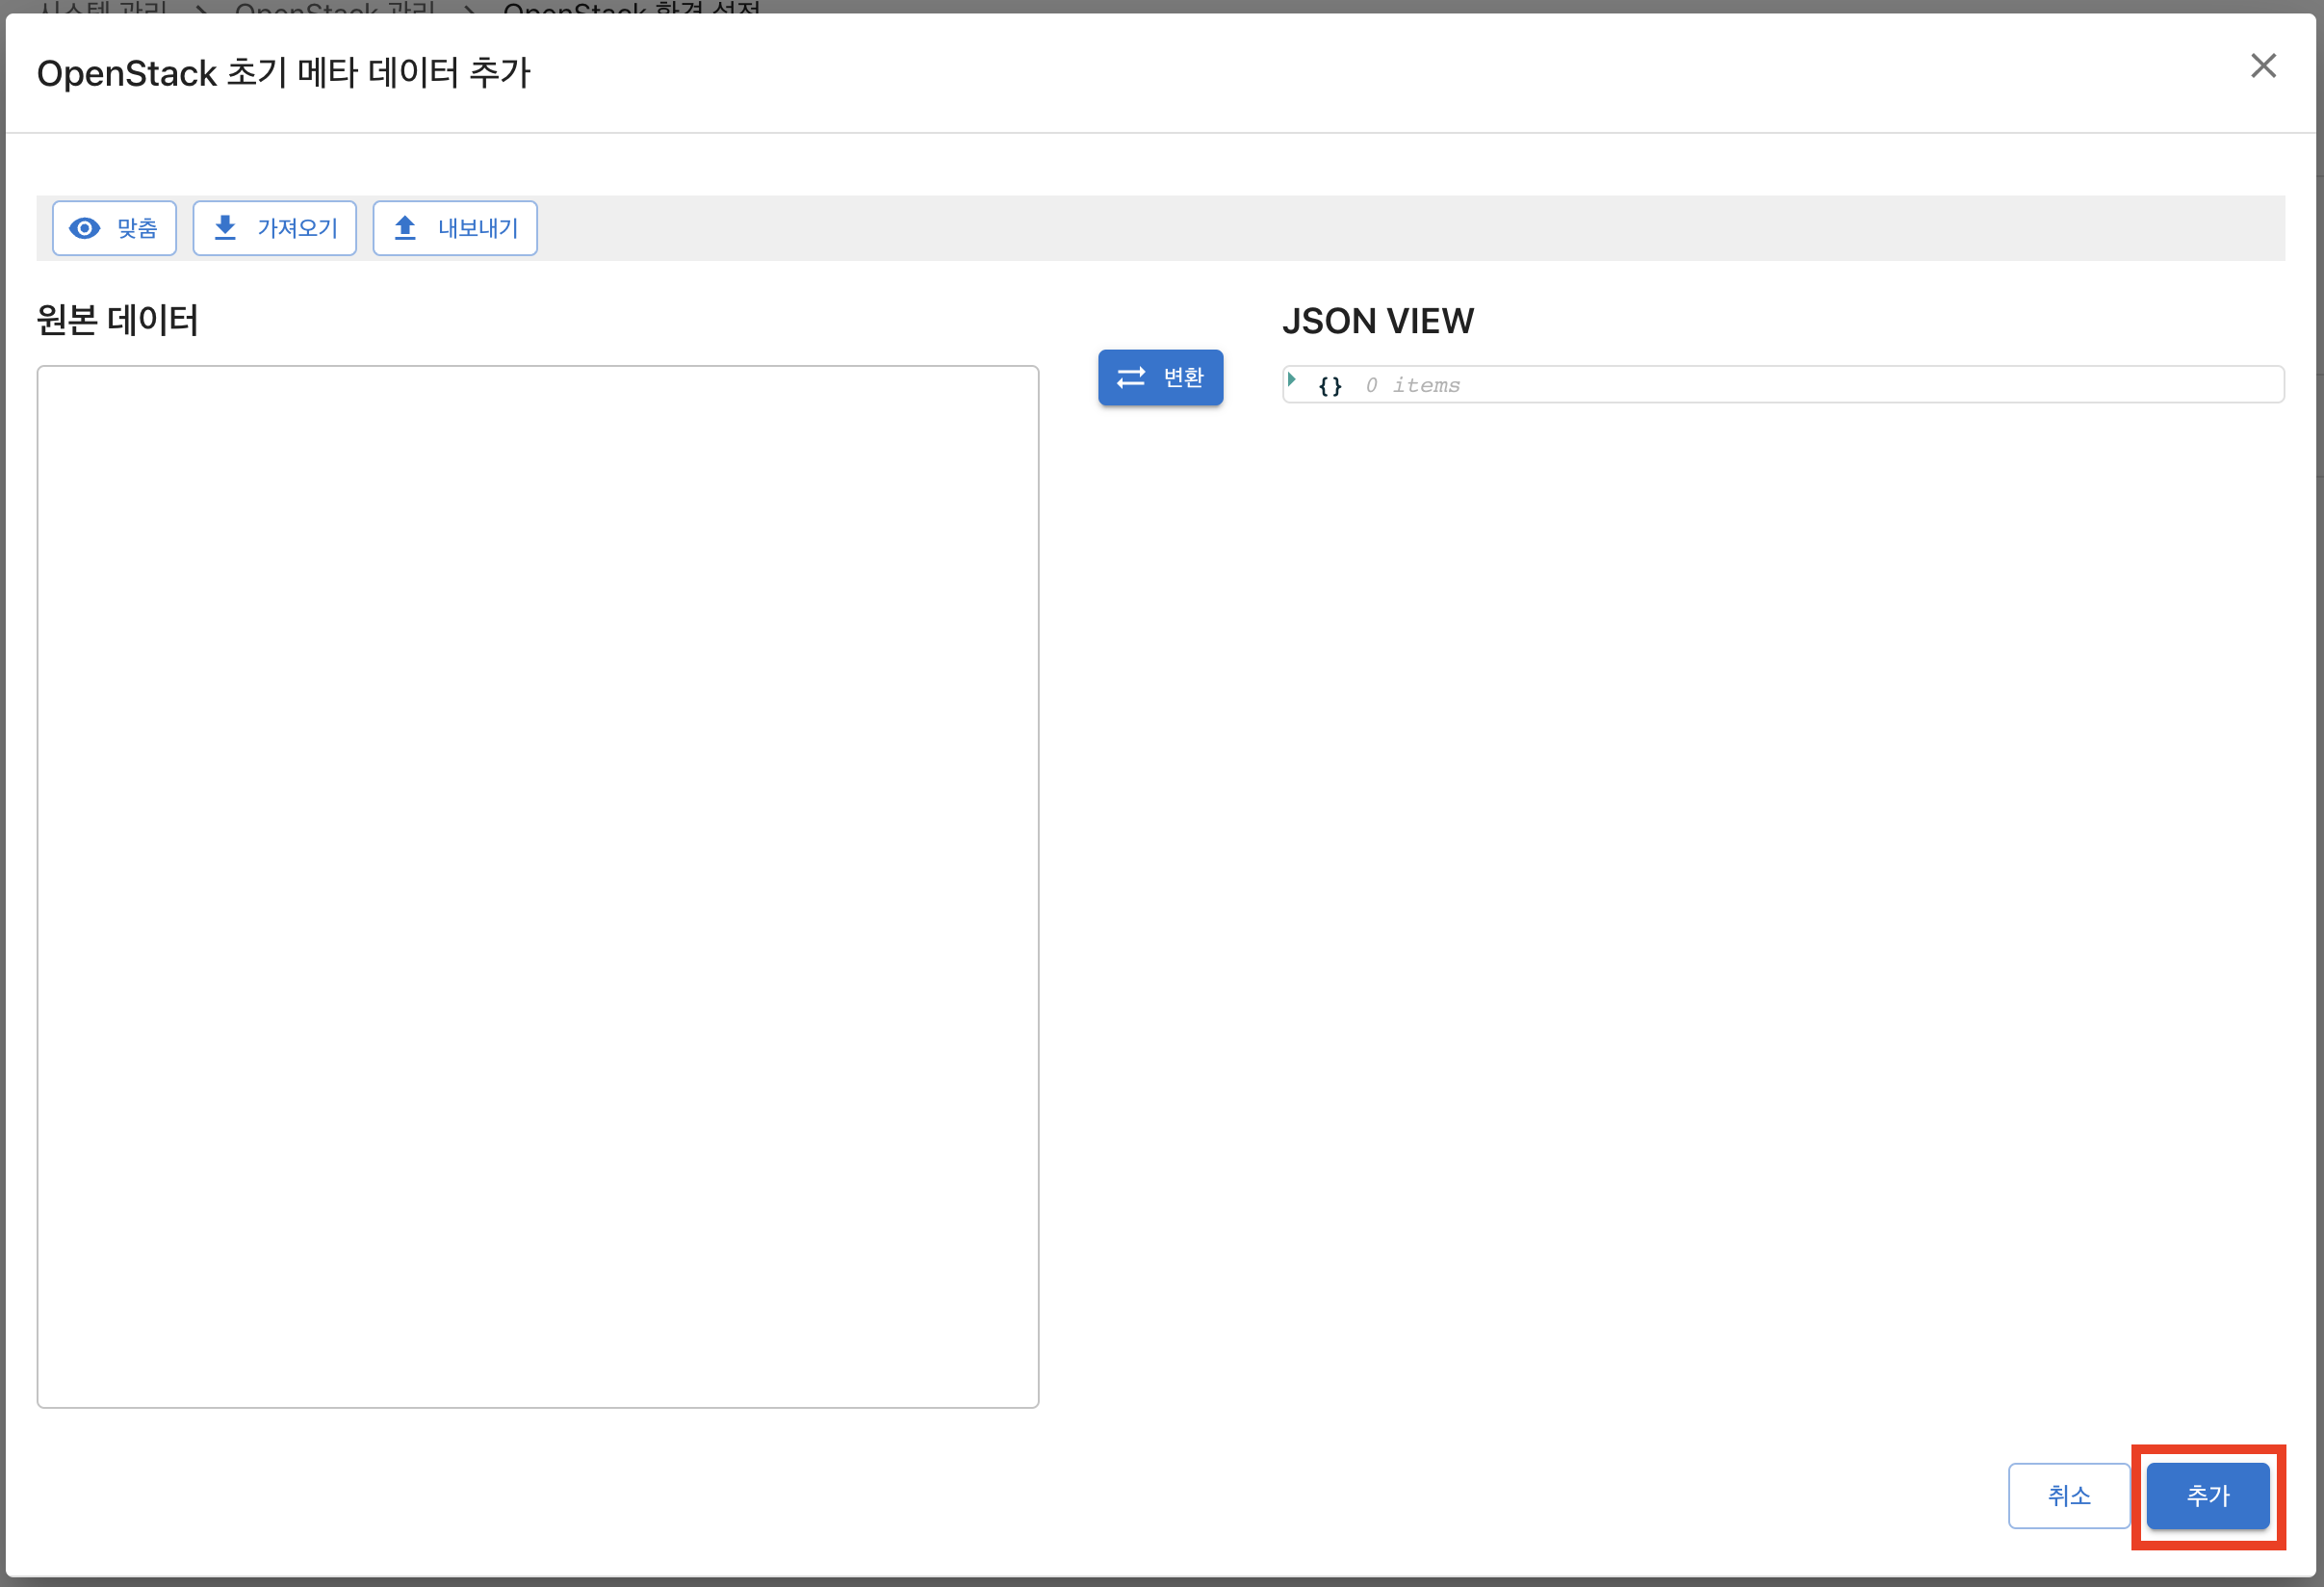 시스템 관리 > OpenStack 관리 > OpenStack 환경 설정
OpenStack 초기 메타 데이터 추가
맞춤 가져오기 내보내기
원본 데이터
변환
JSON VIEW
{} 0 items
취소 추가